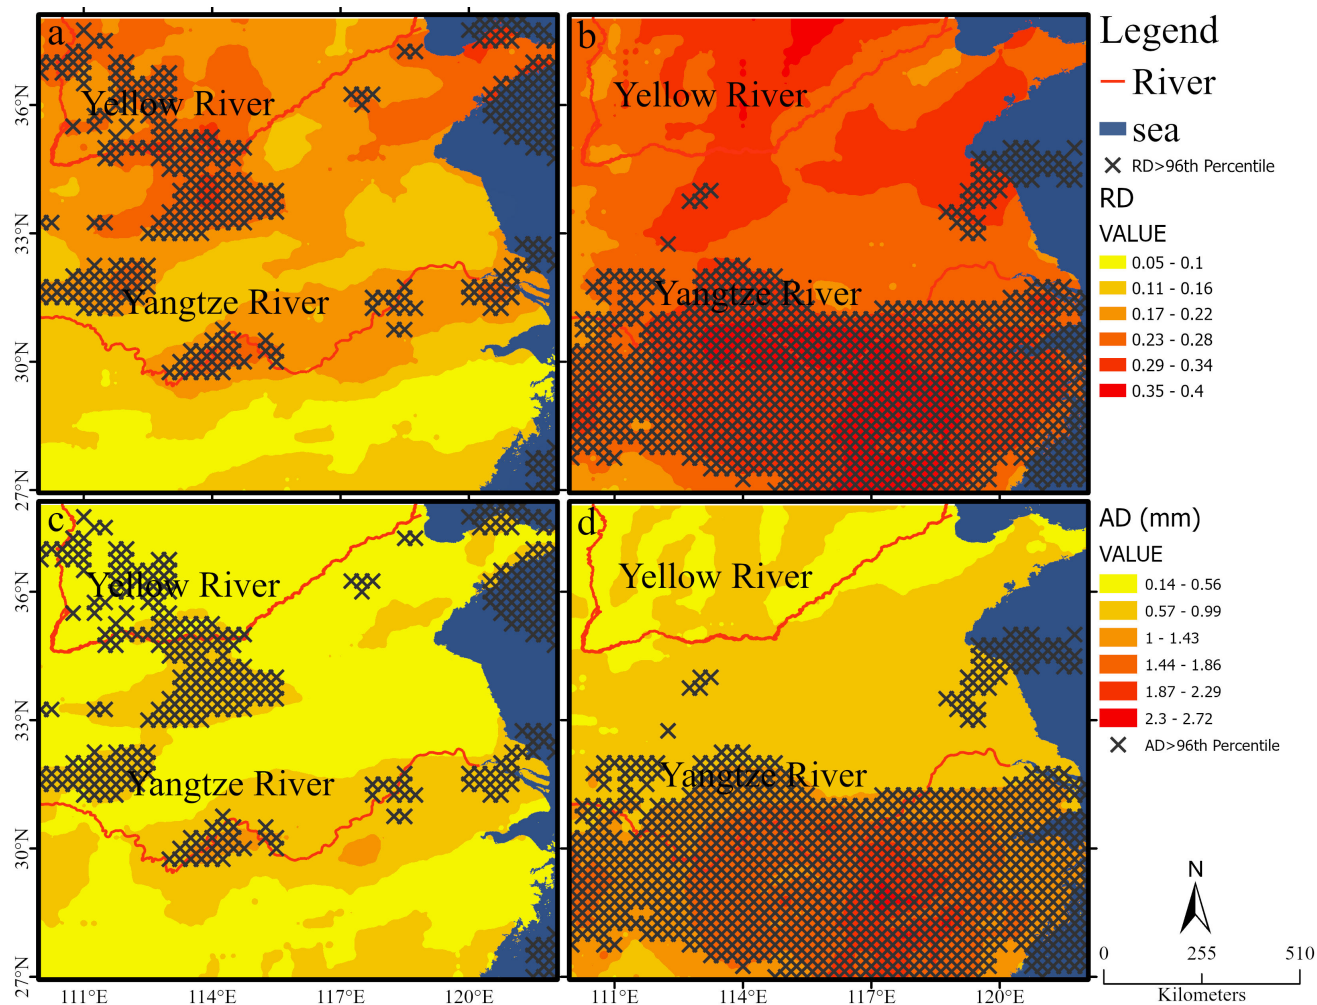 a
b
Legend
River
sea
RD>96th Percentile
RD
VALUE
0.05 - 0.1
0.11 - 0.16
0.17 - 0.22
0.23 - 0.28
0.29 - 0.34
0.35 - 0.4
Yellow River
Yangtze River
Yellow River
Yangtze River
36°N
33°N
30°N
27°N
c
d
AD (mm)
VALUE
0.14 - 0.56
0.57 - 0.99
1 - 1.43
1.44 - 1.86
1.87 - 2.29
2.3 - 2.72
AD>96th Percentile
Yellow River
Yangtze River
Yellow River
Yangtze River
36°N
33°N
30°N
27°N
111°E
114°E
117°E
120°E
111°E
114°E
117°E
120°E
N
0
255
510
Kilometers